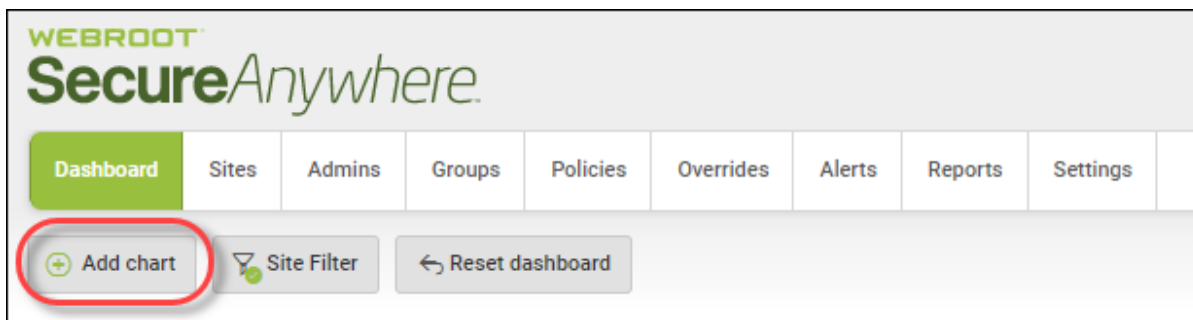 WEBROOT
SecureAnywhere
Dashboard Sites Admins Groups Policies Overrides Alerts Reports Settings
Add chart Site Filter Reset dashboard